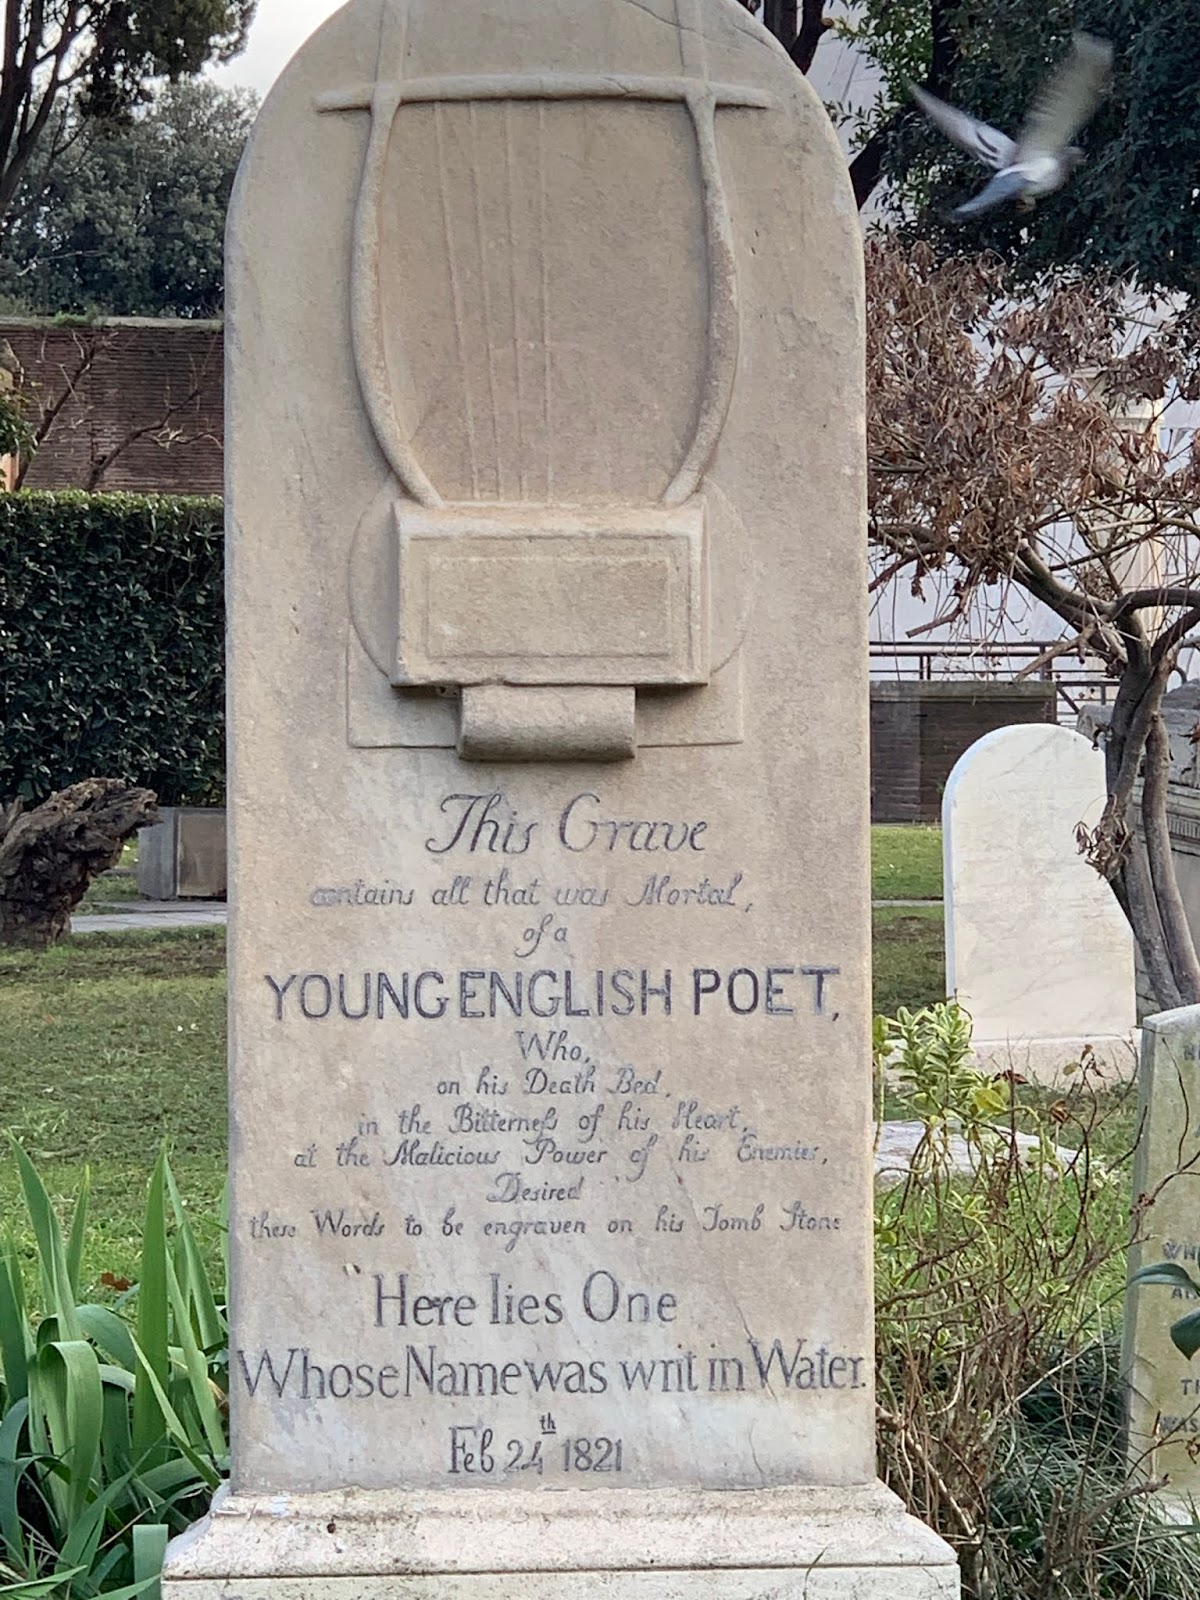 This Grave
contains all that was Mortal,
of a
YOUNG ENGLISH POET,
Who,
on his Death Bed,
in the Bitterneſs of his Heart,
at the Malicious Power of his Enemies,
Desired
these Words to be engraven on his Tomb Stone
"Here lies One
Whose Name was writ in Water.
Feb 24th 1821